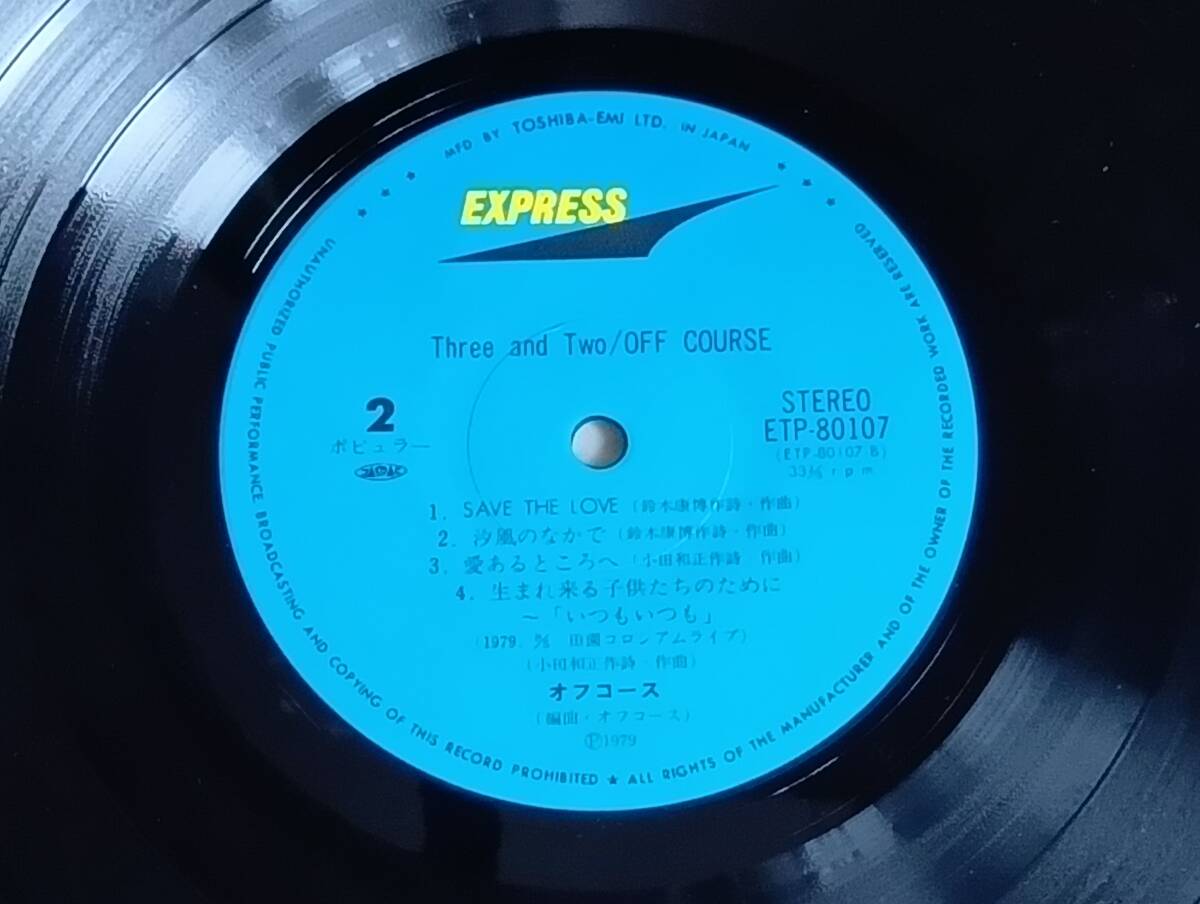 MFD BY TOSHIBA-EMI LTD. IN JAPAN
EXPRESS
Three and Two/OFF COURSE
2
ポピュラー
JASRAC
STEREO
ETP-80107
(ETP-80107 B)
33⅓ r.p.m.
1. SAVE THE LOVE (鈴木康博作詩・作曲)
2. 汐風のなかで (鈴木康博作詩・作曲)
3. 愛あるところへ (小田和正作詩 作曲)
4. 生まれ来る子供たちのために
～「いつもいつも」
(1979. 田園コロシアムライブ)
(小田和正作詩・作曲)
オフコース
(編曲・オフコース)
Ⓟ1979
UNAUTHORIZED PUBLIC PERFORMANCE BROADCASTING AND COPYING OF THIS RECORD PROHIBITED ★ ALL RIGHTS OF THE MANUFACTURER AND OF THE OWNER OF THE RECORDED WORK ARE RESERVED